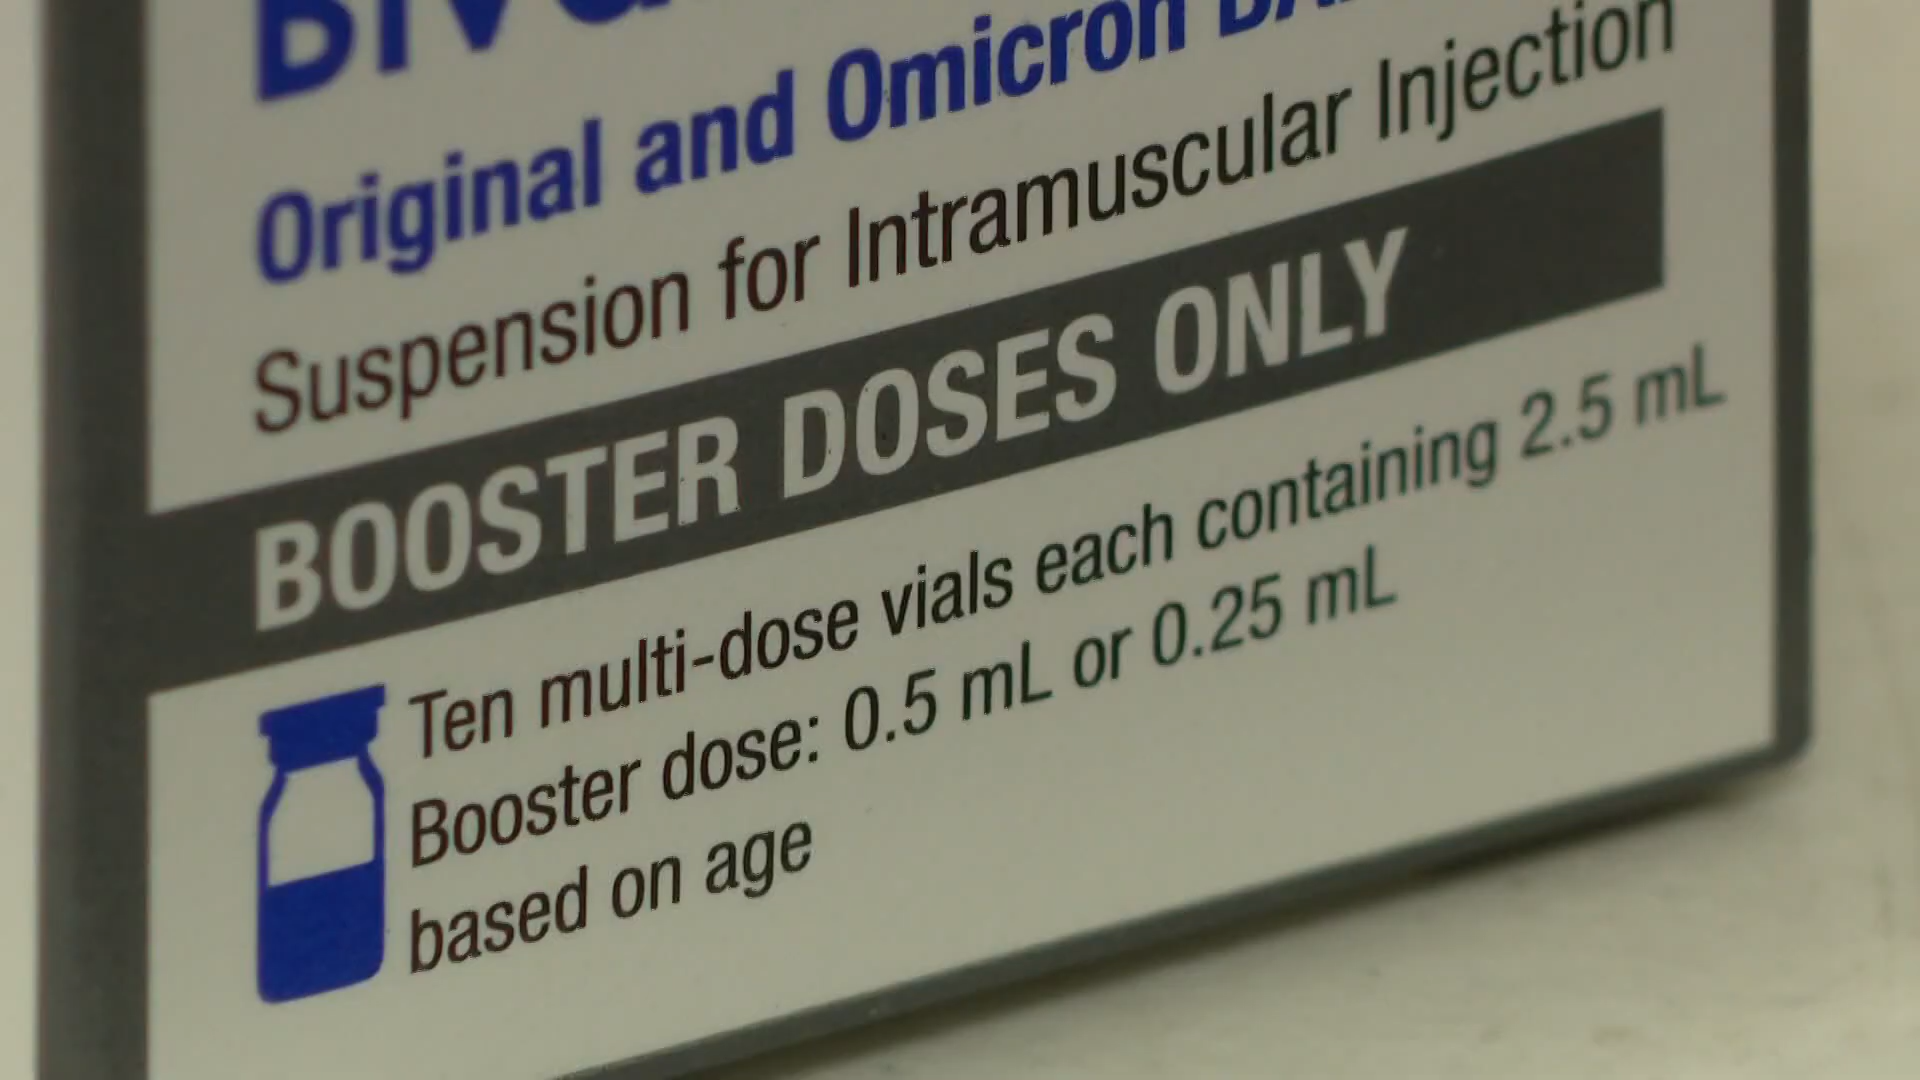 Original and Omicron
Suspension for Intramuscular Injection
BOOSTER DOSES ONLY
Ten multi-dose vials each containing 2.5 mL
Booster dose: 0.5 mL or 0.25 mL
based on age